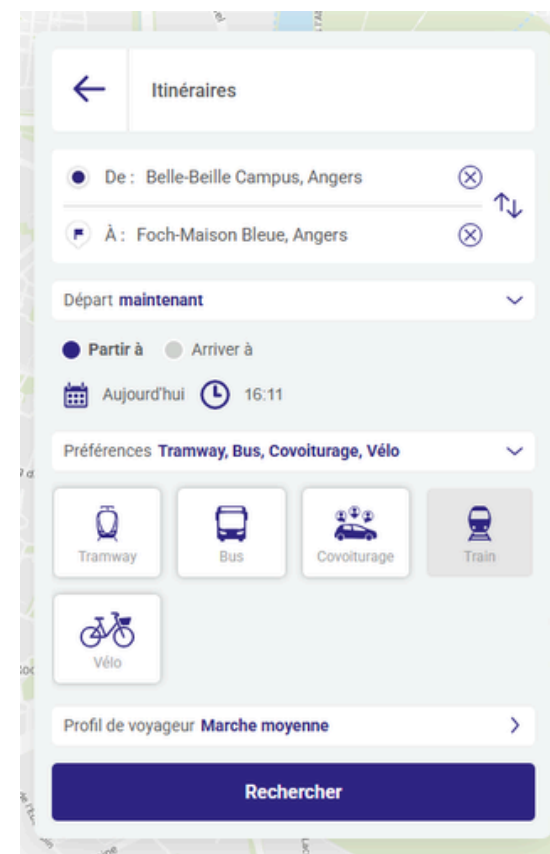 Itinéraires
De : Belle-Beille Campus, Angers
À : Foch-Maison Bleue, Angers
Départ maintenant
Partir à Arriver à
Aujourd'hui 16:11
Préférences Tramway, Bus, Covoiturage, Vélo
Tramway Bus Covoiturage Train
Vélo
Profil de voyageur Marche moyenne
Rechercher